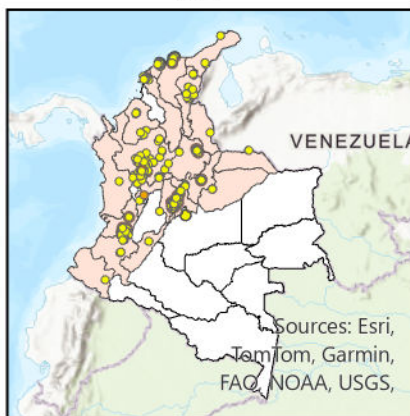 VENEZUELA
Sources: Esri,
TomTom, Garmin,
FAO, NOAA, USGS,